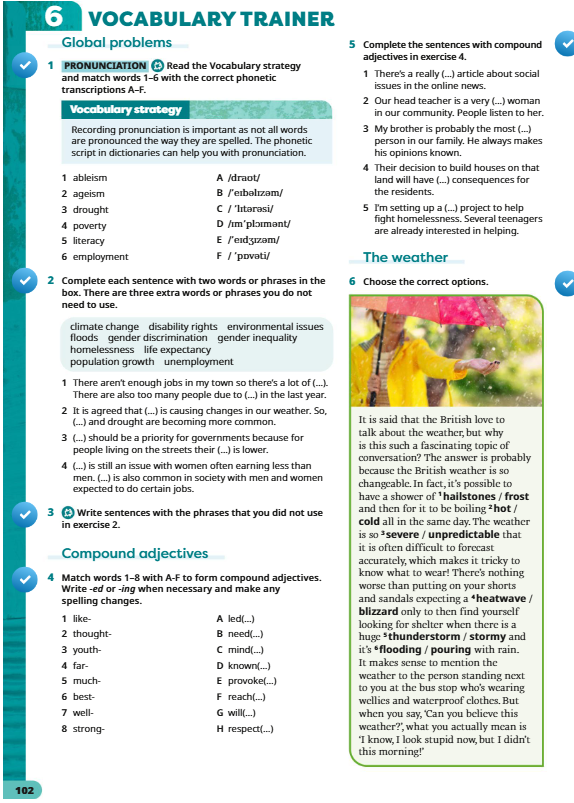 6 VOCABULARY TRAINER
Global problems
1 PRONUNCIATION Read the Vocabulary strategy
and match words 1–6 with the correct phonetic
transcriptions A–F.
Vocabulary strategy
Recording pronunciation is important as not all words
are pronounced the way they are spelled. The phonetic
script in dictionaries can help you with pronunciation.
1 ableism A /draʊt/
2 ageism B /ˈeɪbəlɪzəm/
3 drought C / ˈlɪtərəsi/
4 poverty D /ɪmˈplɔɪmənt/
5 literacy E /ˈeɪdʒɪzəm/
6 employment F / ˈpɒvəti/
2 Complete each sentence with two words or phrases in the
box. There are three extra words or phrases you do not
need to use.
climate change disability rights environmental issues
floods gender discrimination gender inequality
homelessness life expectancy
population growth unemployment
1 There aren't enough jobs in my town so there's a lot of (...).
There are also too many people due to (...) in the last year.
2 It is agreed that (...) is causing changes in our weather. So,
(...) and drought are becoming more common.
3 (...) should be a priority for governments because for
people living on the streets their (...) is lower.
4 (...) is still an issue with women often earning less than
men. (...) is also common in society with men and women
expected to do certain jobs.
3 Write sentences with the phrases that you did not use
in exercise 2.
Compound adjectives
4 Match words 1–8 with A-F to form compound adjectives.
Write -ed or -ing when necessary and make any
spelling changes.
1 like- A led(...)
2 thought- B need(...)
3 youth- C mind(...)
4 far- D known(...)
5 much- E provoke(...)
6 best- F reach(...)
7 well- G will(...)
8 strong- H respect(...)
102
5 Complete the sentences with compound
adjectives in exercise 4.
1 There's a really (...) article about social
issues in the online news.
2 Our head teacher is a very (...) woman
in our community. People listen to her.
3 My brother is probably the most (...)
person in our family. He always makes
his opinions known.
4 Their decision to build houses on that
land will have (...) consequences for
the residents.
5 I'm setting up a (...) project to help
fight homelessness. Several teenagers
are already interested in helping.
The weather
6 Choose the correct options.
It is said that the British love to
talk about the weather, but why
is this such a fascinating topic of
conversation? The answer is probably
because the British weather is so
changeable. In fact, it's possible to
have a shower of ¹hailstones / frost
and then for it to be boiling ²hot /
cold all in the same day. The weather
is so ³severe / unpredictable that
it is often difficult to forecast
accurately, which makes it tricky to
know what to wear! There's nothing
worse than putting on your shorts
and sandals expecting a ⁴heatwave /
blizzard only to then find yourself
looking for shelter when there is a
huge ⁵thunderstorm / stormy and
it's ⁶flooding / pouring with rain.
It makes sense to mention the
weather to the person standing next
to you at the bus stop who's wearing
wellies and waterproof clothes. But
when you say, 'Can you believe this
weather?', what you actually mean is
'I know, I look stupid now, but I didn't
this morning!'